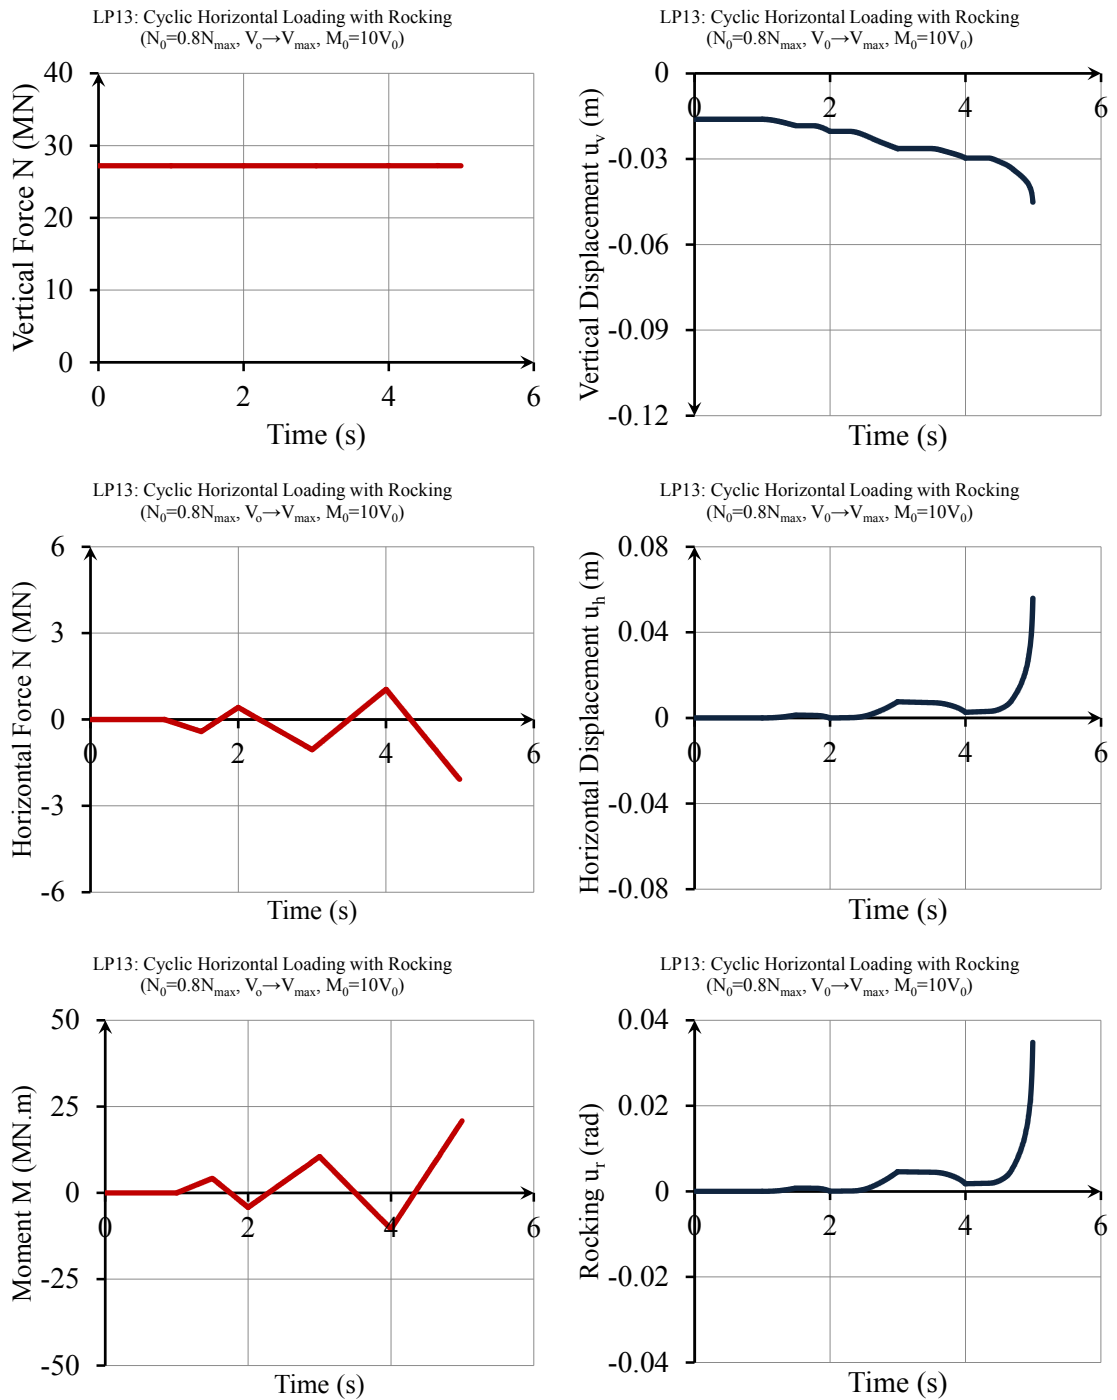 LP13: Cyclic Horizontal Loading with Rocking
(N₀=0.8Nₘₐₓ, Vₒ→Vₘₐₓ, M₀=10V₀)
40
30
20
10
0
0
2
4
6
Vertical Force N (MN)
Time (s)
LP13: Cyclic Horizontal Loading with Rocking
(N₀=0.8Nₘₐₓ, V₀→Vₘₐₓ, M₀=10V₀)
0
-0.03
-0.06
-0.09
-0.12
0
2
4
6
Vertical Displacement uᵥ (m)
Time (s)
LP13: Cyclic Horizontal Loading with Rocking
(N₀=0.8Nₘₐₓ, Vₒ→Vₘₐₓ, M₀=10V₀)
6
3
0
-3
-6
0
2
4
6
Horizontal Force N (MN)
Time (s)
LP13: Cyclic Horizontal Loading with Rocking
(N₀=0.8Nₘₐₓ, V₀→Vₘₐₓ, M₀=10V₀)
0.08
0.04
0
-0.04
-0.08
0
2
4
6
Horizontal Displacement uₕ (m)
Time (s)
LP13: Cyclic Horizontal Loading with Rocking
(N₀=0.8Nₘₐₓ, Vₒ→Vₘₐₓ, M₀=10V₀)
50
25
0
-25
-50
0
2
4
6
Moment M (MN.m)
Time (s)
LP13: Cyclic Horizontal Loading with Rocking
(N₀=0.8Nₘₐₓ, V₀→Vₘₐₓ, M₀=10V₀)
0.04
0.02
0
-0.02
-0.04
0
2
4
6
Rocking uᵣ (rad)
Time (s)